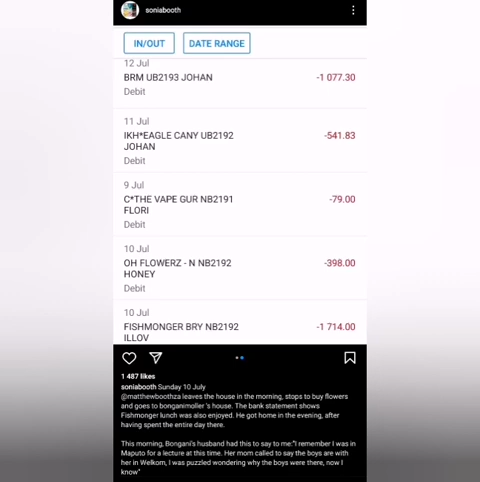 soniabooth
IN/OUT
DATE RANGE
12 Jul
BRM UB2193 JOHAN
-1 077.30
Debit
11 Jul
IKH*EAGLE CANY UB2192
-541.83
JOHAN
Debit
9 Jul
C*THE VAPE GUR NB2191
-79.00
FLORI
Debit
10 Jul
OH FLOWERZ - N NB2192
-398.00
HONEY
Debit
10 Jul
FISHMONGER BRY NB2192
-1 714.00
ILLOV
1 487 likes
soniabooth Sunday 10 July
@matthewboothza leaves the house in the morning, stops to buy flowers
and goes to bonganimoller 's house. The bank statement shows
Fishmonger lunch was also enjoyed. He got home in the evening, after
having spent the entire day there.
This morning, Bongani's husband had this to say to me:"I remember I was in
Maputo for a lecture at this time. Her mom called to say the boys are with
her in Welkom, I was puzzled wondering why the boys were there, now I
know"